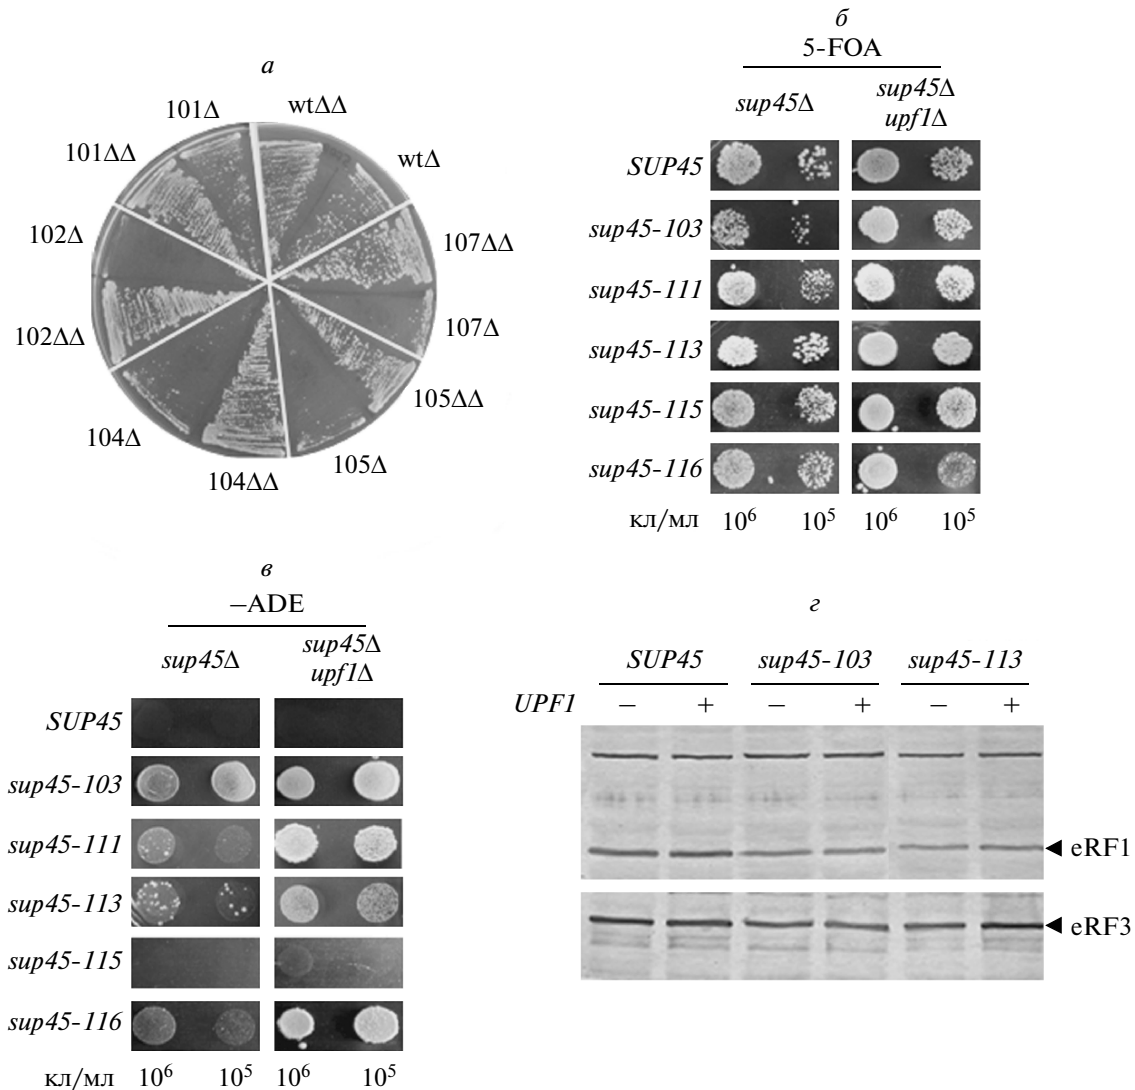 а
101Δ
wtΔΔ
101ΔΔ
wtΔ
102Δ
107ΔΔ
102ΔΔ
107Δ
104Δ
105ΔΔ
104ΔΔ
105Δ
б
5-FOA
sup45Δ
sup45Δ
upf1Δ
SUP45
sup45-103
sup45-111
sup45-113
sup45-115
sup45-116
кл/мл 10⁶ 10⁵ 10⁶ 10⁵
в
–ADE
sup45Δ
sup45Δ
upf1Δ
SUP45
sup45-103
sup45-111
sup45-113
sup45-115
sup45-116
кл/мл 10⁶ 10⁵ 10⁶ 10⁵
г
SUP45 sup45-103 sup45-113
UPF1 – + – + – +
eRF1
eRF3